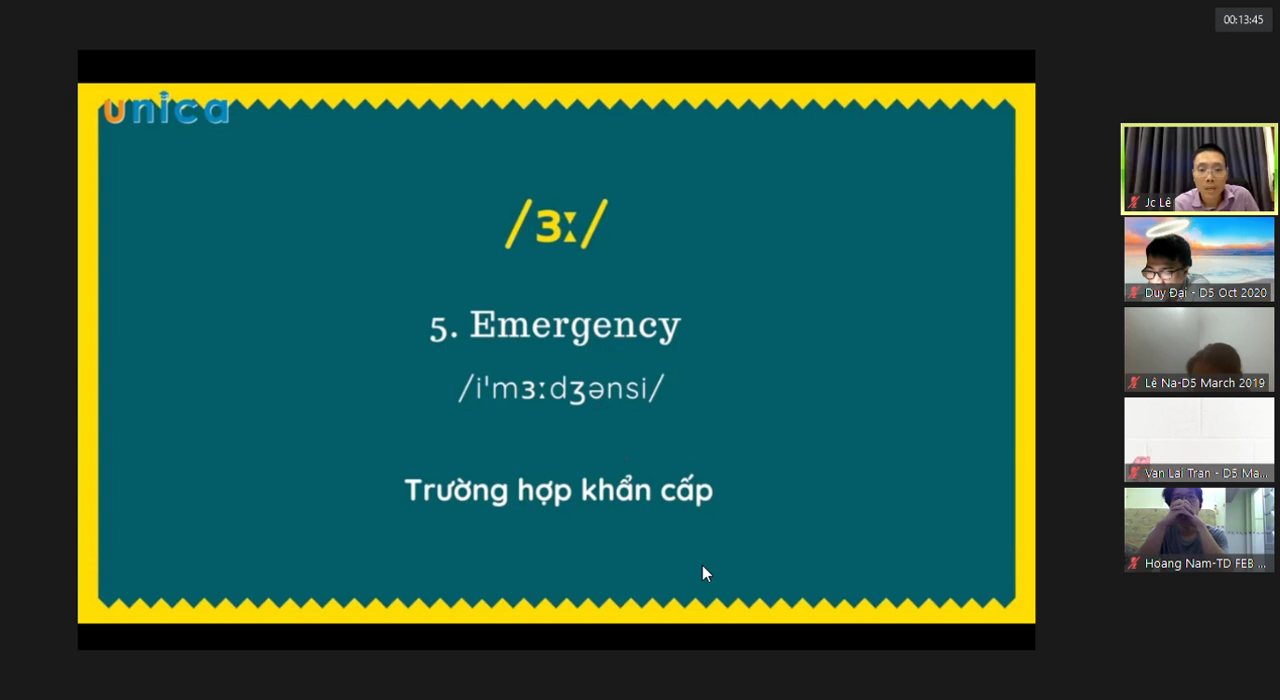 00:13:45
unica
/ɜː/
5. Emergency
/i'mɜːdʒənsi/
Trường hợp khẩn cấp
Jc Lê
Duy Đại - D5 Oct 2020
Lê Na-D5 March 2019
Van Lai Tran - D5 Ma...
Hoang Nam-TD FEB ...